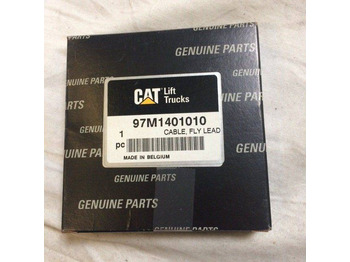 GENUINE PARTS
GENUINE PARTS
CAT Lift
Trucks
97M1401010
1 CABLE, FLY LEAD
pc
MADE IN BELGIUM
PARTS
GENUINE PARTS
GENUINE PARTS